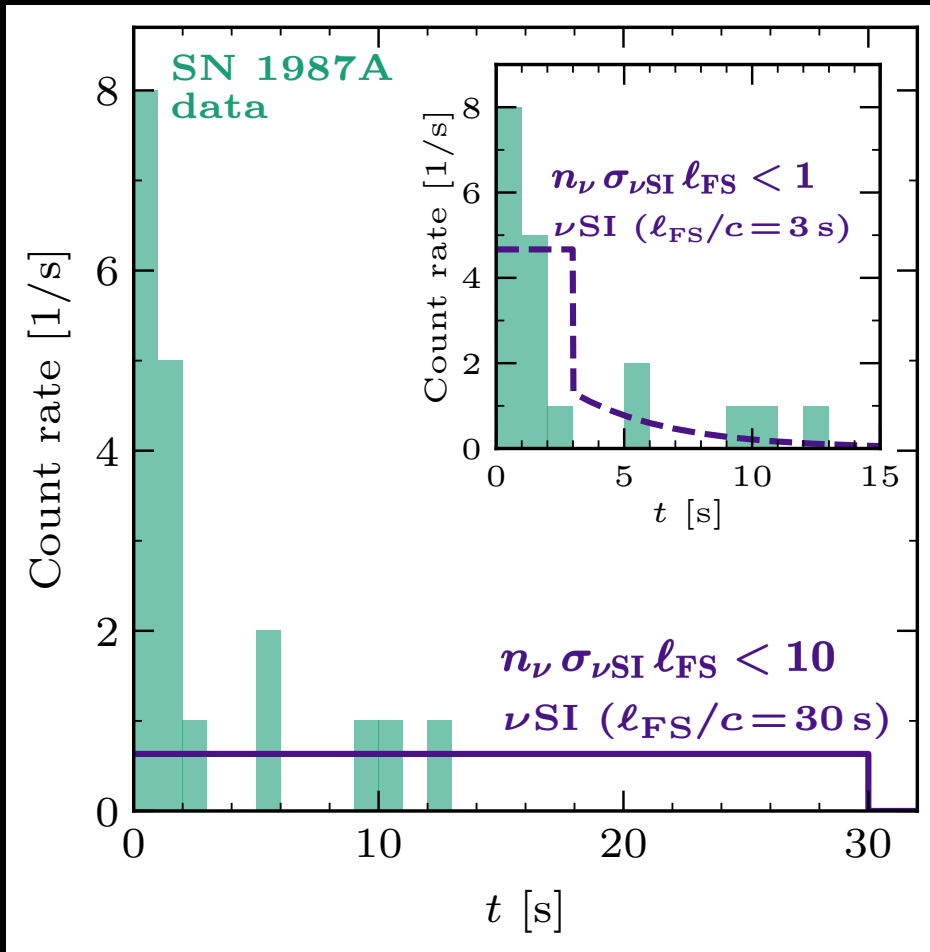 SN 1987A
data
Count rate [1/s]
8
6
4
2
0
0
10
20
30
t [s]
n_ν σ_νSI ℓ_FS < 10
νSI (ℓ_FS/c = 30 s)
Count rate [1/s]
8
6
4
2
0
0
5
10
15
t [s]
n_ν σ_νSI ℓ_FS < 1
νSI (ℓ_FS/c = 3 s)